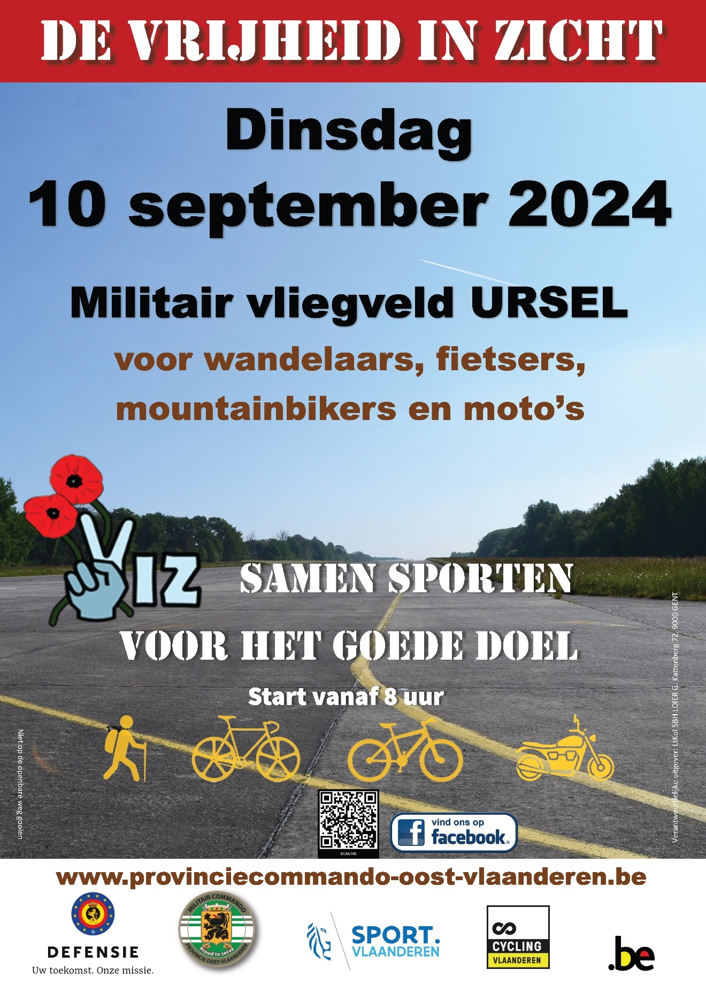 DE VRIJHEID IN ZICHT
Dinsdag
10 september 2024
Militair vliegveld URSEL
voor wandelaars, fietsers,
mountainbikers en moto's
VIZ
SAMEN SPORTEN
VOOR HET GOEDE DOEL
Start vanaf 8 uur
Niet op de openbare weg gooien
Verantwoordelijke uitgever: LtKol SBH LOIER G. Kattenberg 72, 9000 GENT
SCAN ME
vind ons op
facebook®
www.provinciecommando-oost-vlaanderen.be
DEFENSIE
Uw toekomst. Onze missie.
MILITAIR COMMANDO
Proud to serve
PROVINCIE OOST-VLAANDEREN
SPORT.
VLAANDEREN
CYCLING
VLAANDEREN
.be